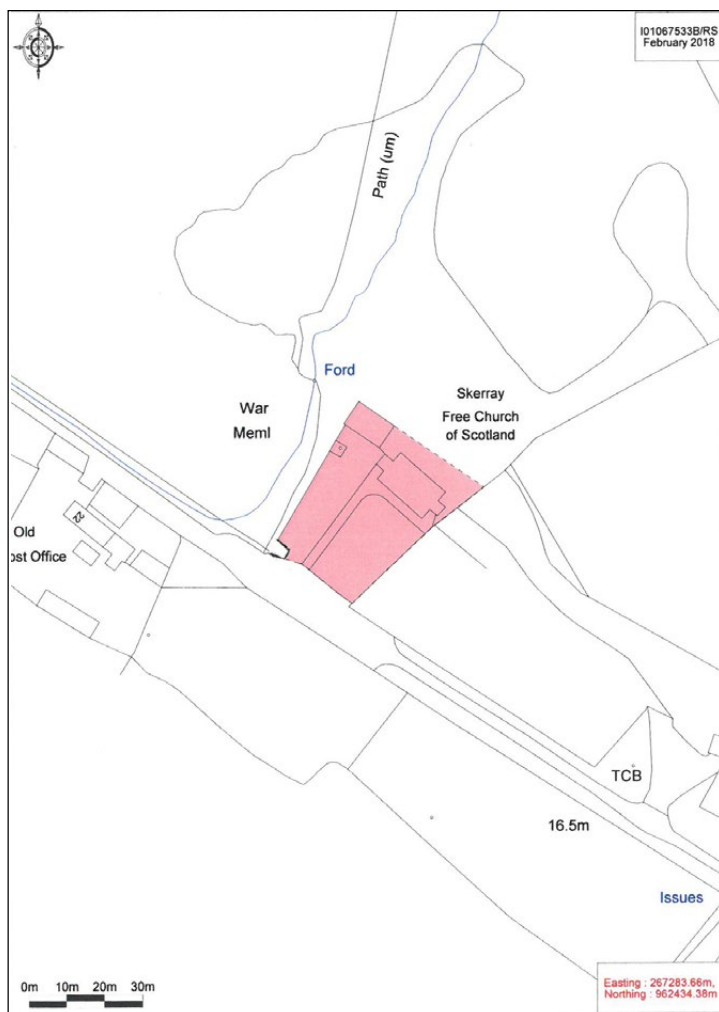 I01067533B/RS
February 2018
Path (um)
Ford
War
Meml
Skerray
Free Church
of Scotland
22
Old
ost Office
TCB
16.5m
Issues
0m 10m 20m 30m
Easting : 267283.66m,
Northing : 962434.38m